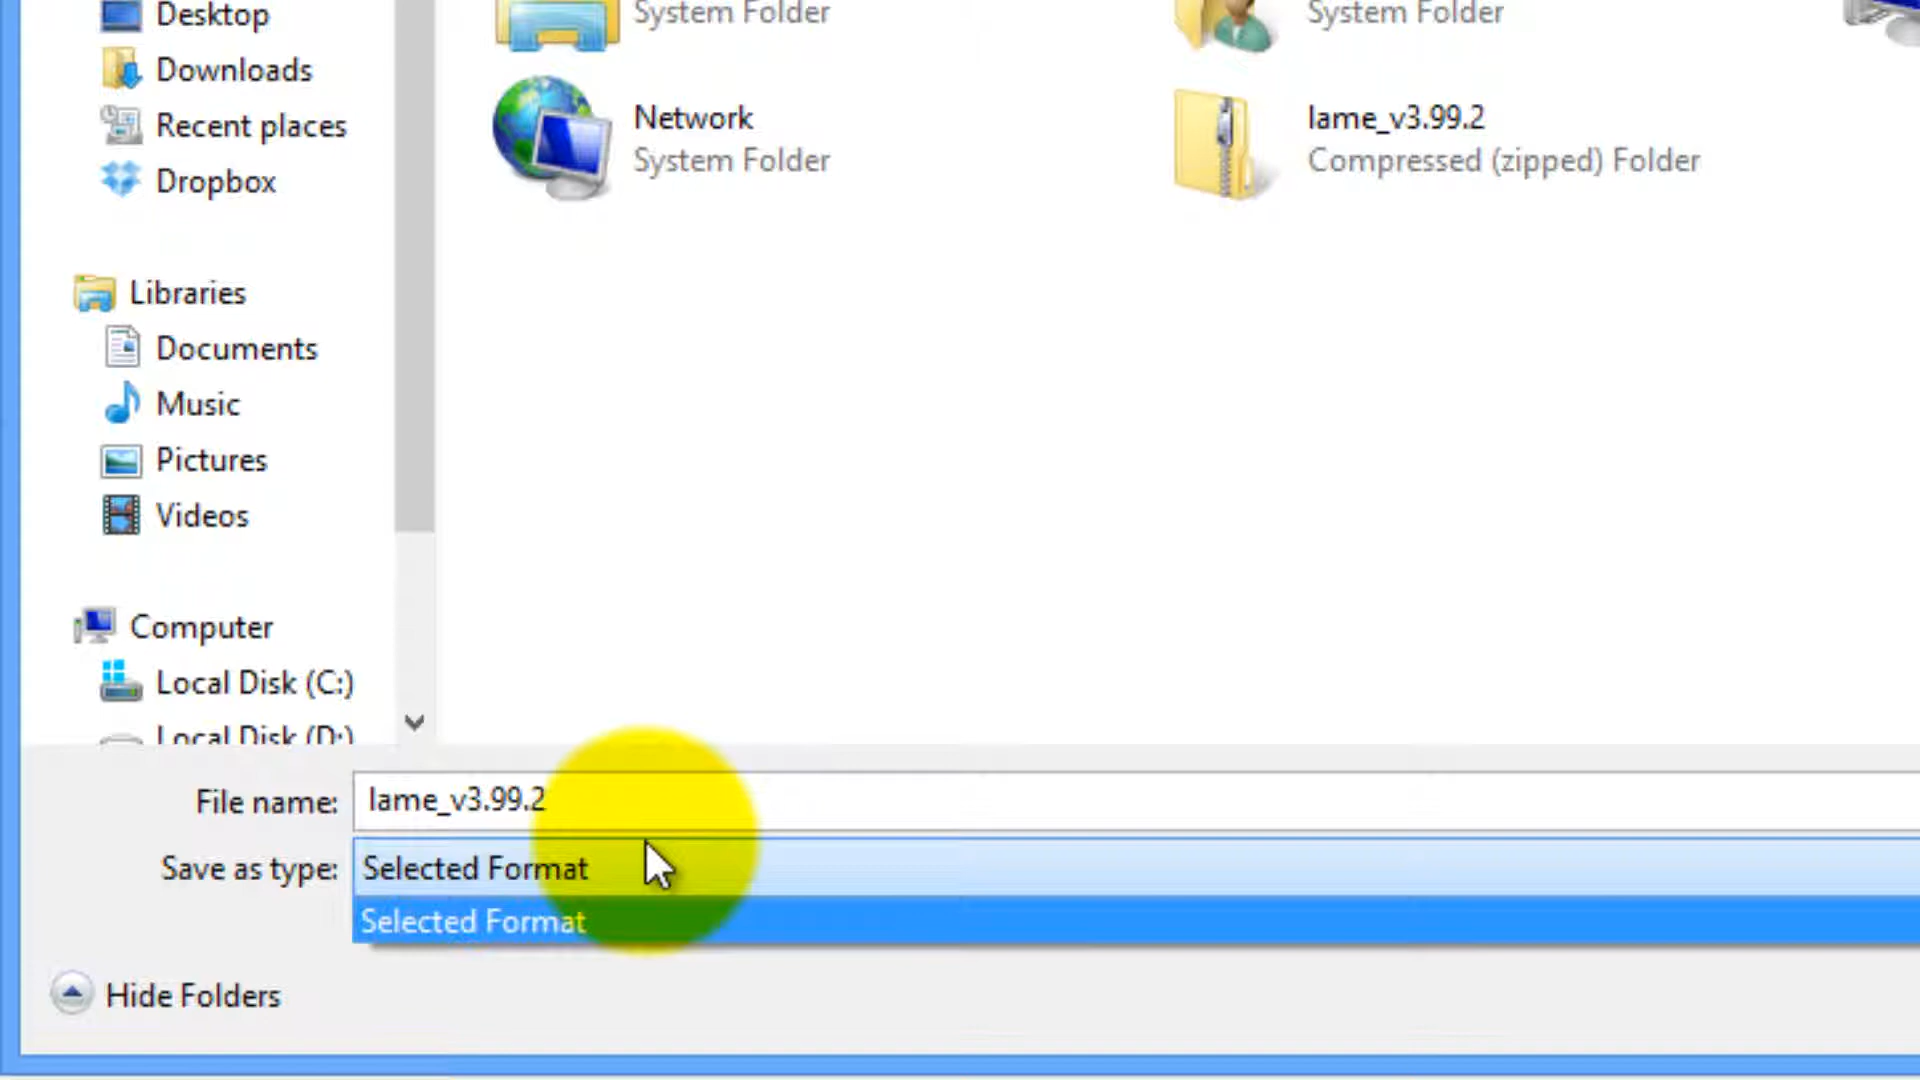 Desktop
Downloads
Recent places
Dropbox
Libraries
Documents
Music
Pictures
Videos
Computer
Local Disk (C:)
Local Disk (D:)
System Folder
System Folder
Network
System Folder
lame_v3.99.2
Compressed (zipped) Folder
File name: lame_v3.99.2
Save as type: Selected Format
Selected Format
Hide Folders